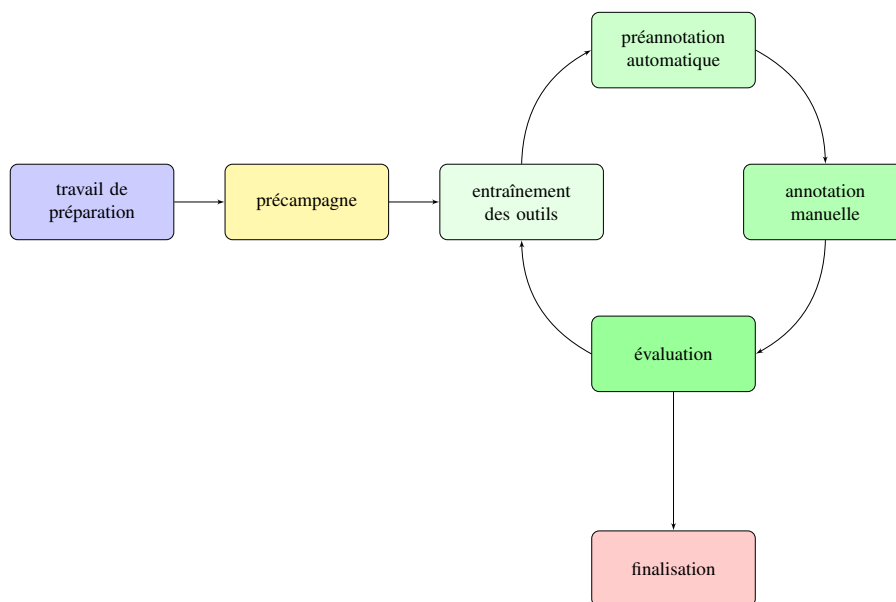 préannotation
automatique
travail de
préparation
précampagne
entraînement
des outils
annotation
manuelle
évaluation
finalisation